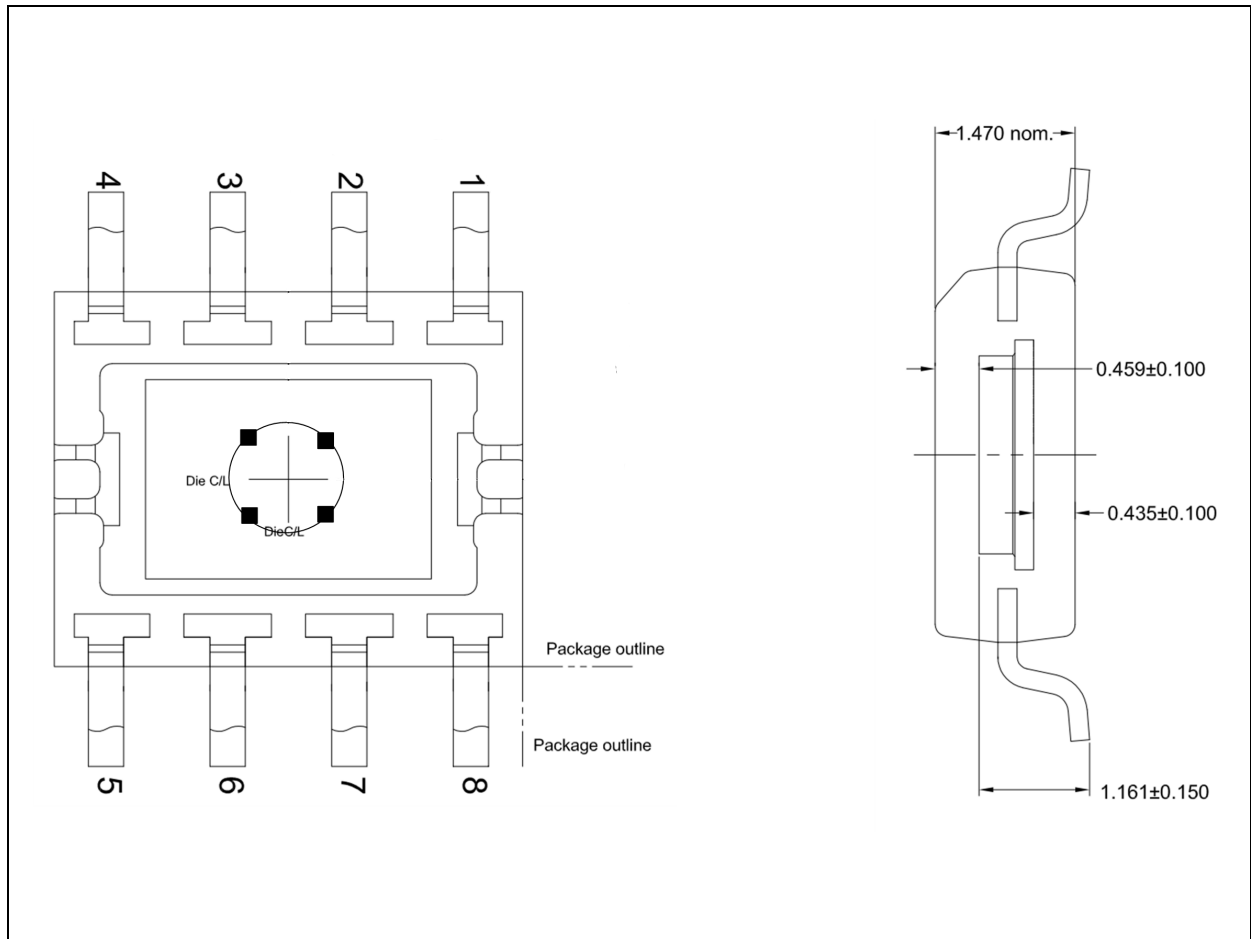 4 3 2 1
1.470 nom.
0.459±0.100
Die C/L
DieC/L
0.435±0.100
Package outline
Package outline
5 6 7 8
1.161±0.150